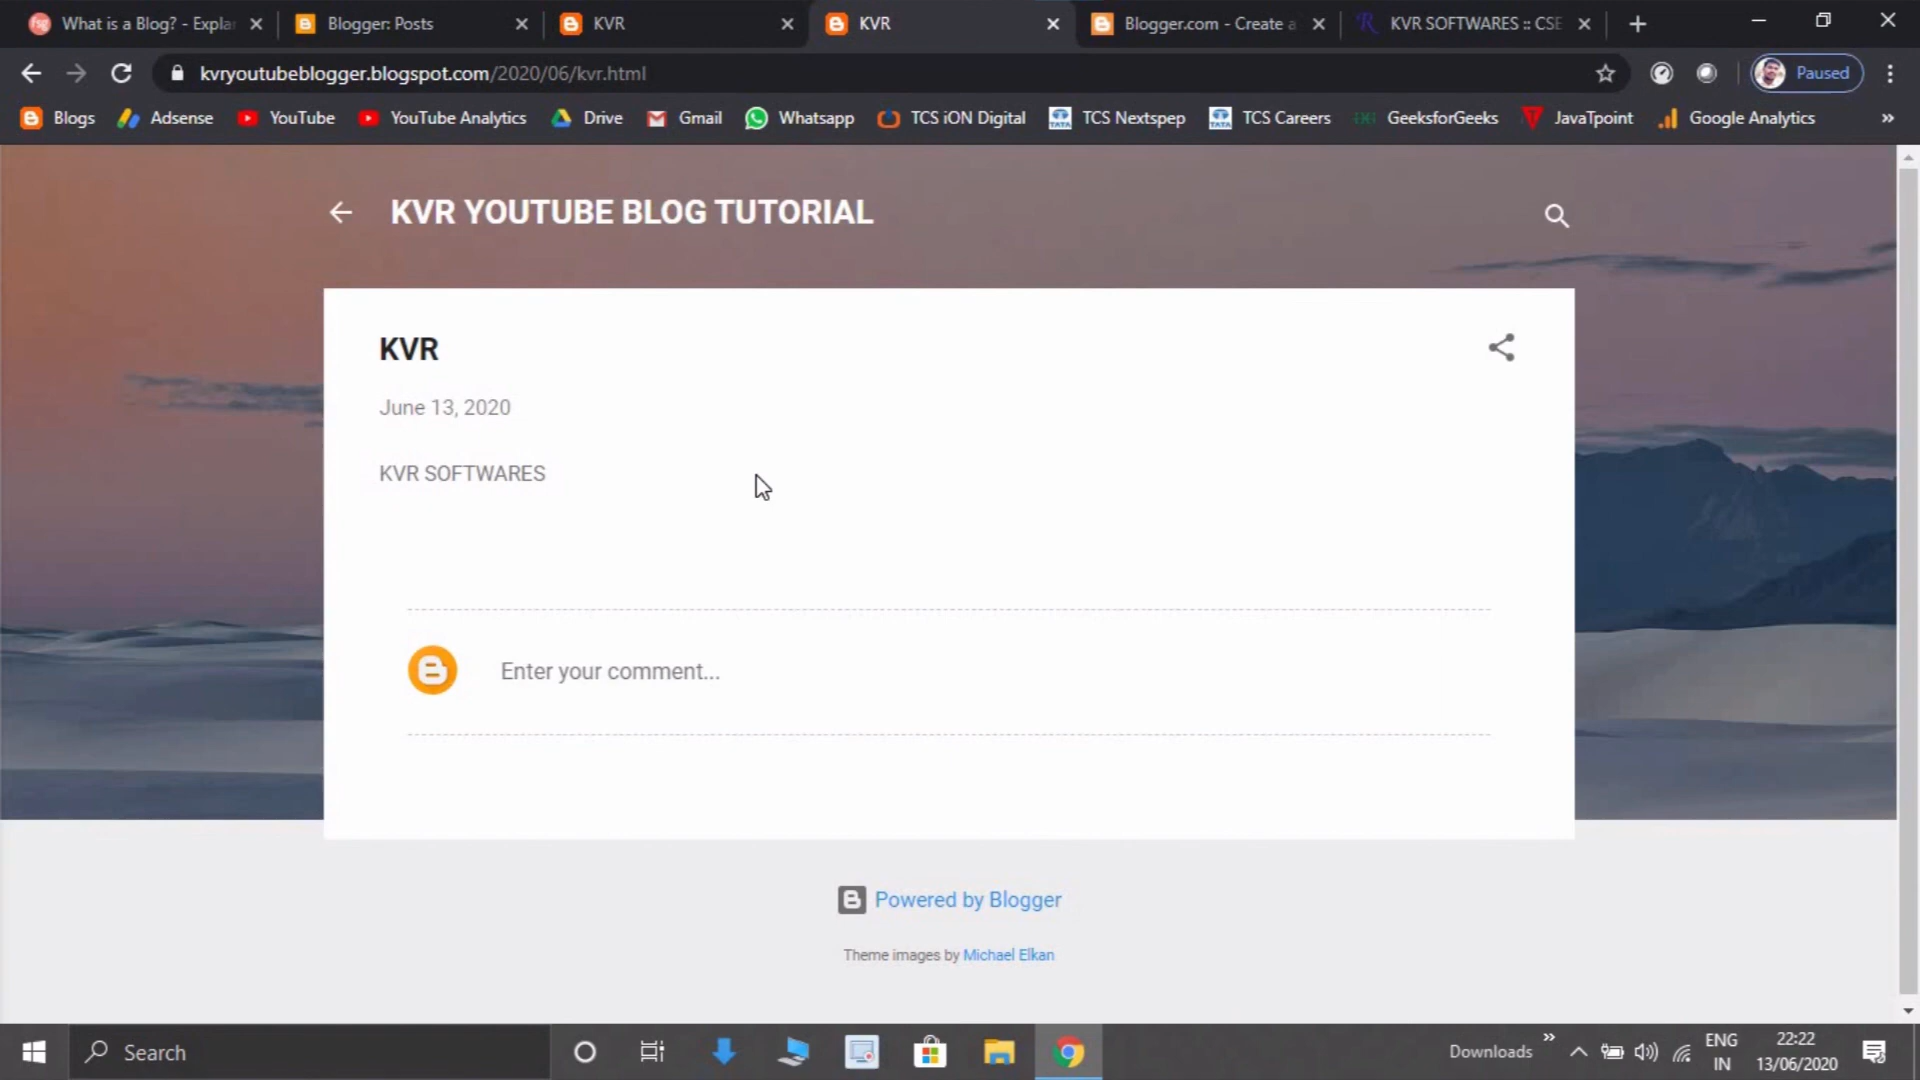 What is a Blog? - Explai
Blogger: Posts
KVR
KVR
Blogger.com - Create a
KVR SOFTWARES :: CSE
kvryoutubeblogger.blogspot.com/2020/06/kvr.html
Paused
Blogs
Adsense
YouTube
YouTube Analytics
Drive
Gmail
Whatsapp
TCS iON Digital
TCS Nextspep
TCS Careers
GeeksforGeeks
JavaTpoint
Google Analytics
KVR YOUTUBE BLOG TUTORIAL
KVR
June 13, 2020
KVR SOFTWARES
Enter your comment...
Powered by Blogger
Theme images by Michael Elkan
Search
Downloads
ENG
IN
22:22
13/06/2020